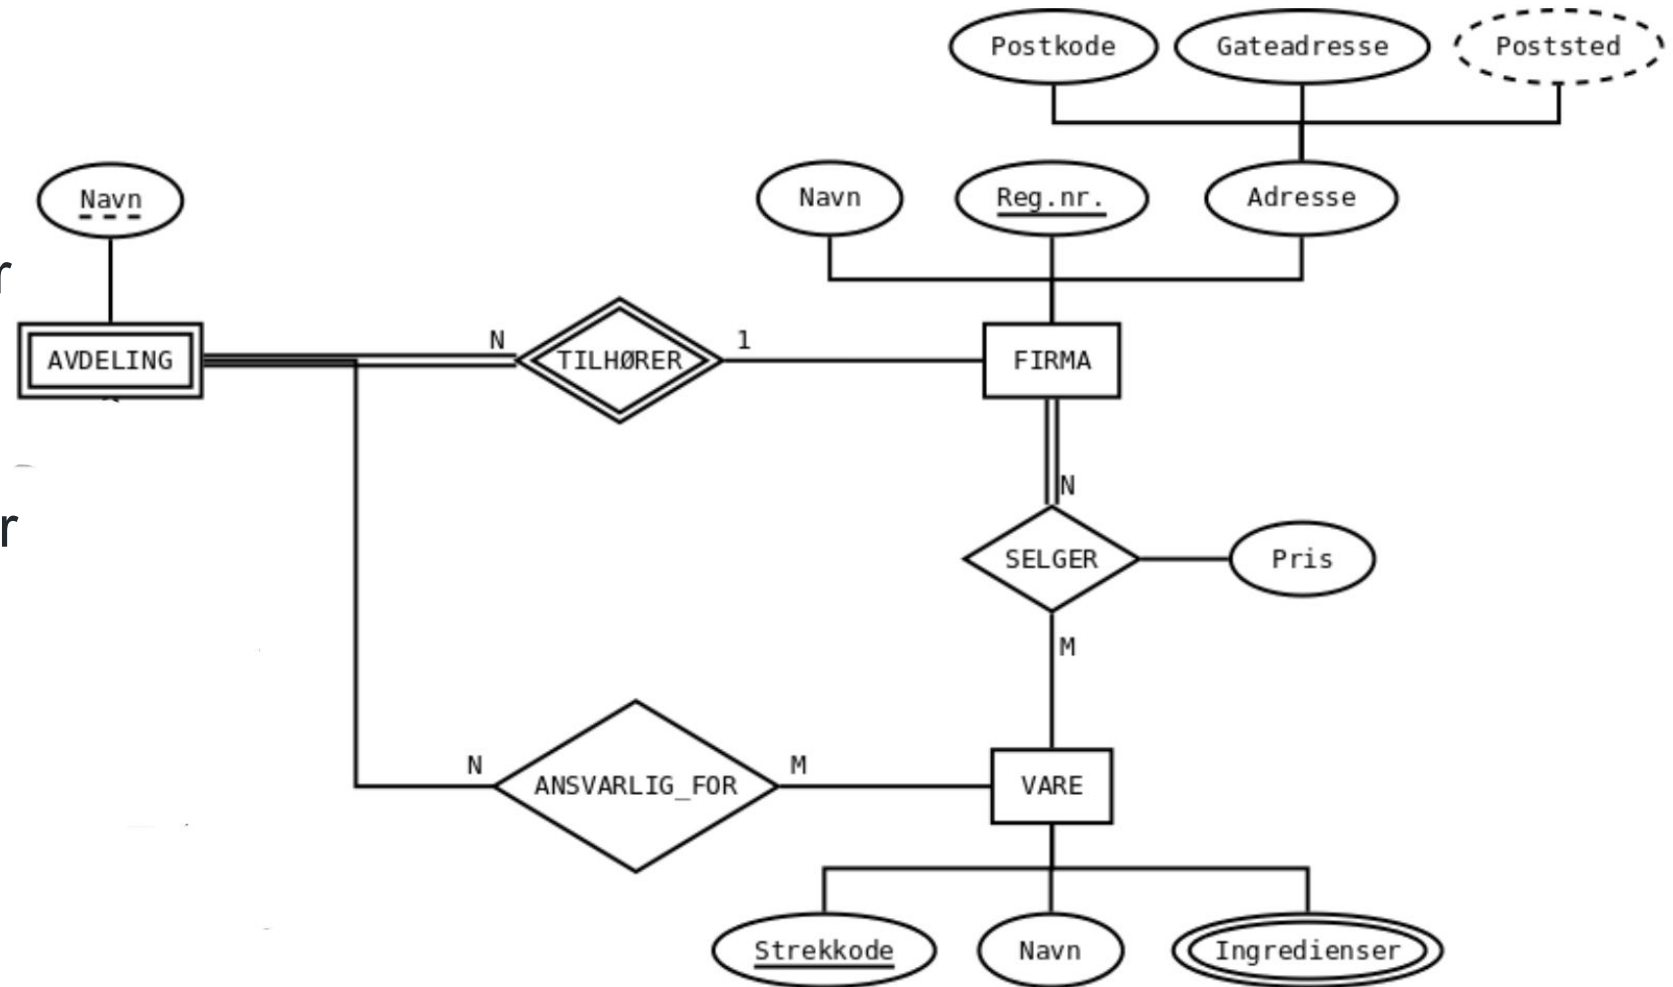 Postkode Gateadresse Poststed
Navn Navn Reg.nr. Adresse
r
N 1
AVDELING TILHØRER FIRMA
N
r
SELGER Pris
M
N M
ANSVARLIG_FOR VARE
Strekkode Navn Ingredienser